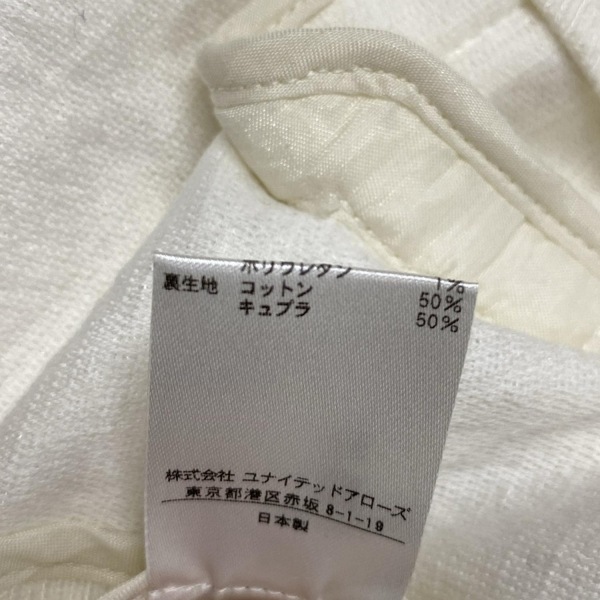 ポリウレタン 1%
裏生地 コットン 50%
キュプラ 50%
株式会社 ユナイテッドアローズ
東京都港区赤坂 8-1-19
日本製